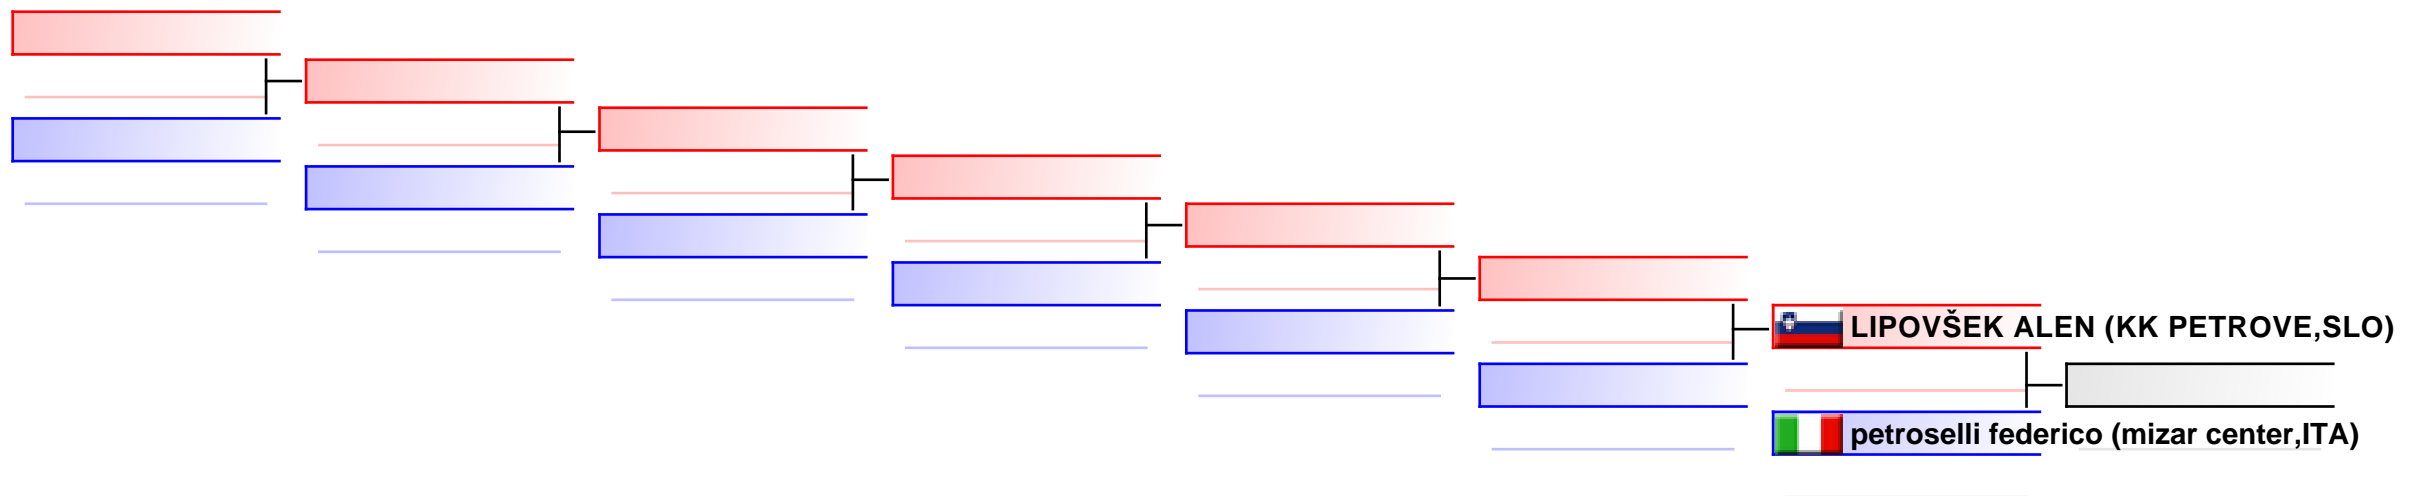 LIPOVŠEK ALEN (KK PETROVE,SLO)
petroselli federico (mizar center,ITA)